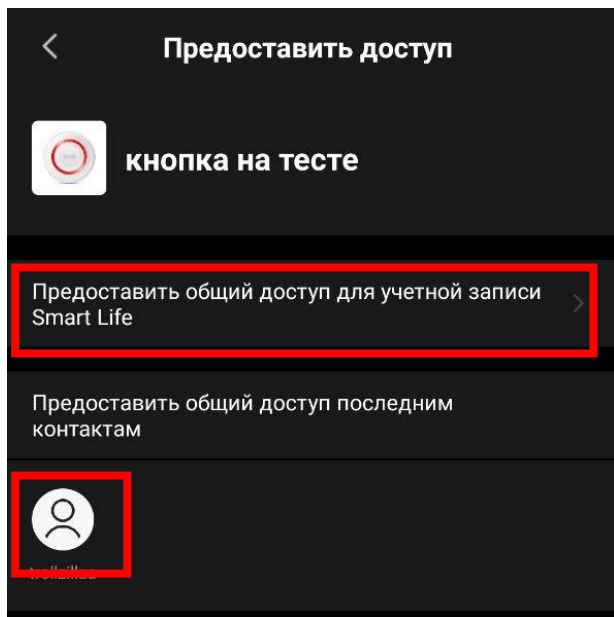 Предоставить доступ
кнопка на тесте
Предоставить общий доступ для учетной записи
Smart Life
Предоставить общий доступ последним
контактам